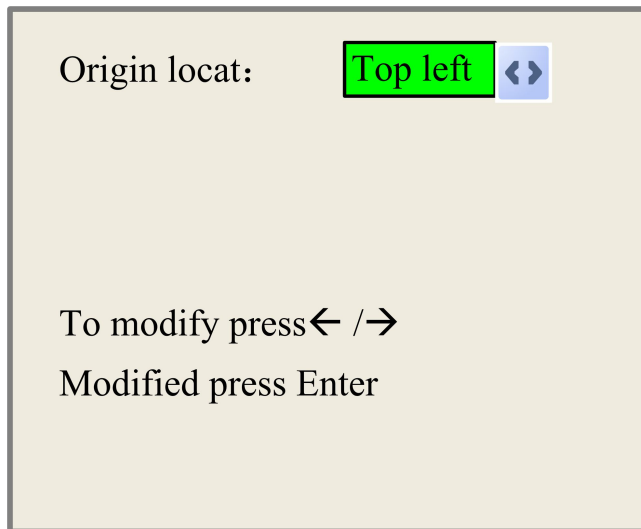 Origin locat： Top left
To modify press← /→
Modified press Enter